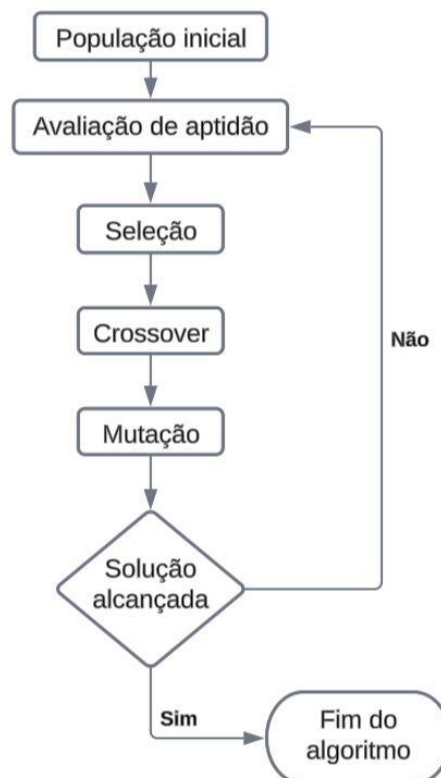 População inicial
Avaliação de aptidão
Seleção
Crossover
Não
Mutação
Solução
alcançada
Sim
Fim do
algoritmo